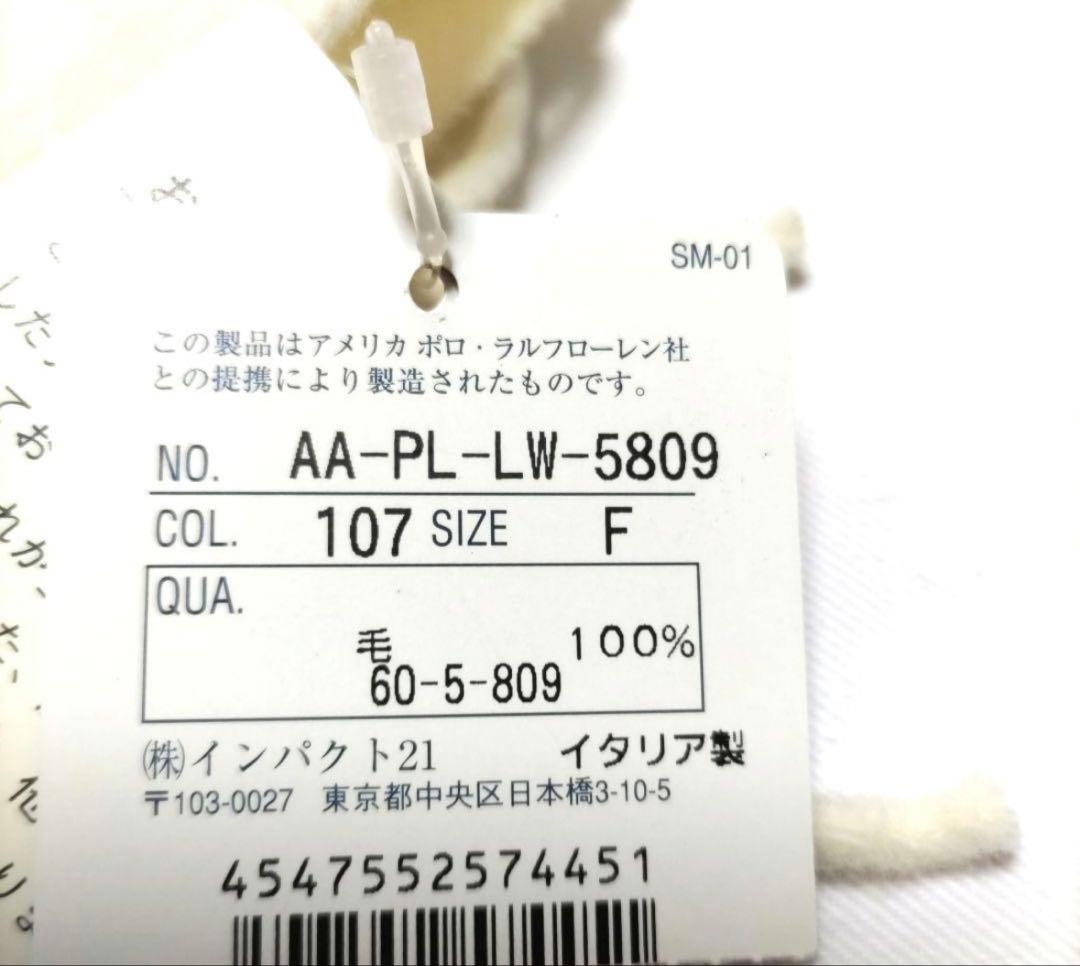 SM-01
この製品はアメリカ ポロ・ラルフローレン社
との提携により製造されたものです。
NO. AA-PL-LW-5809
COL. 107 SIZE F
QUA.
毛 100%
60-5-809
㈱インパクト21 イタリア製
〒103-0027 東京都中央区日本橋3-10-5
4547552574451